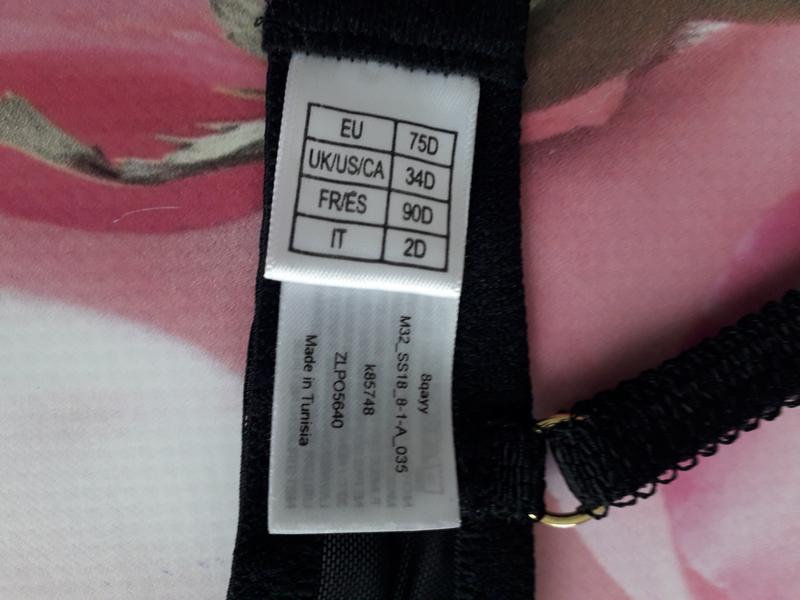 EU 75D
UK/US/CA 34D
FR/ES 90D
IT 2D
8qayy
M32_SS18_8-1-A_035
k85748
ZLPO5640
Made in Tunisia